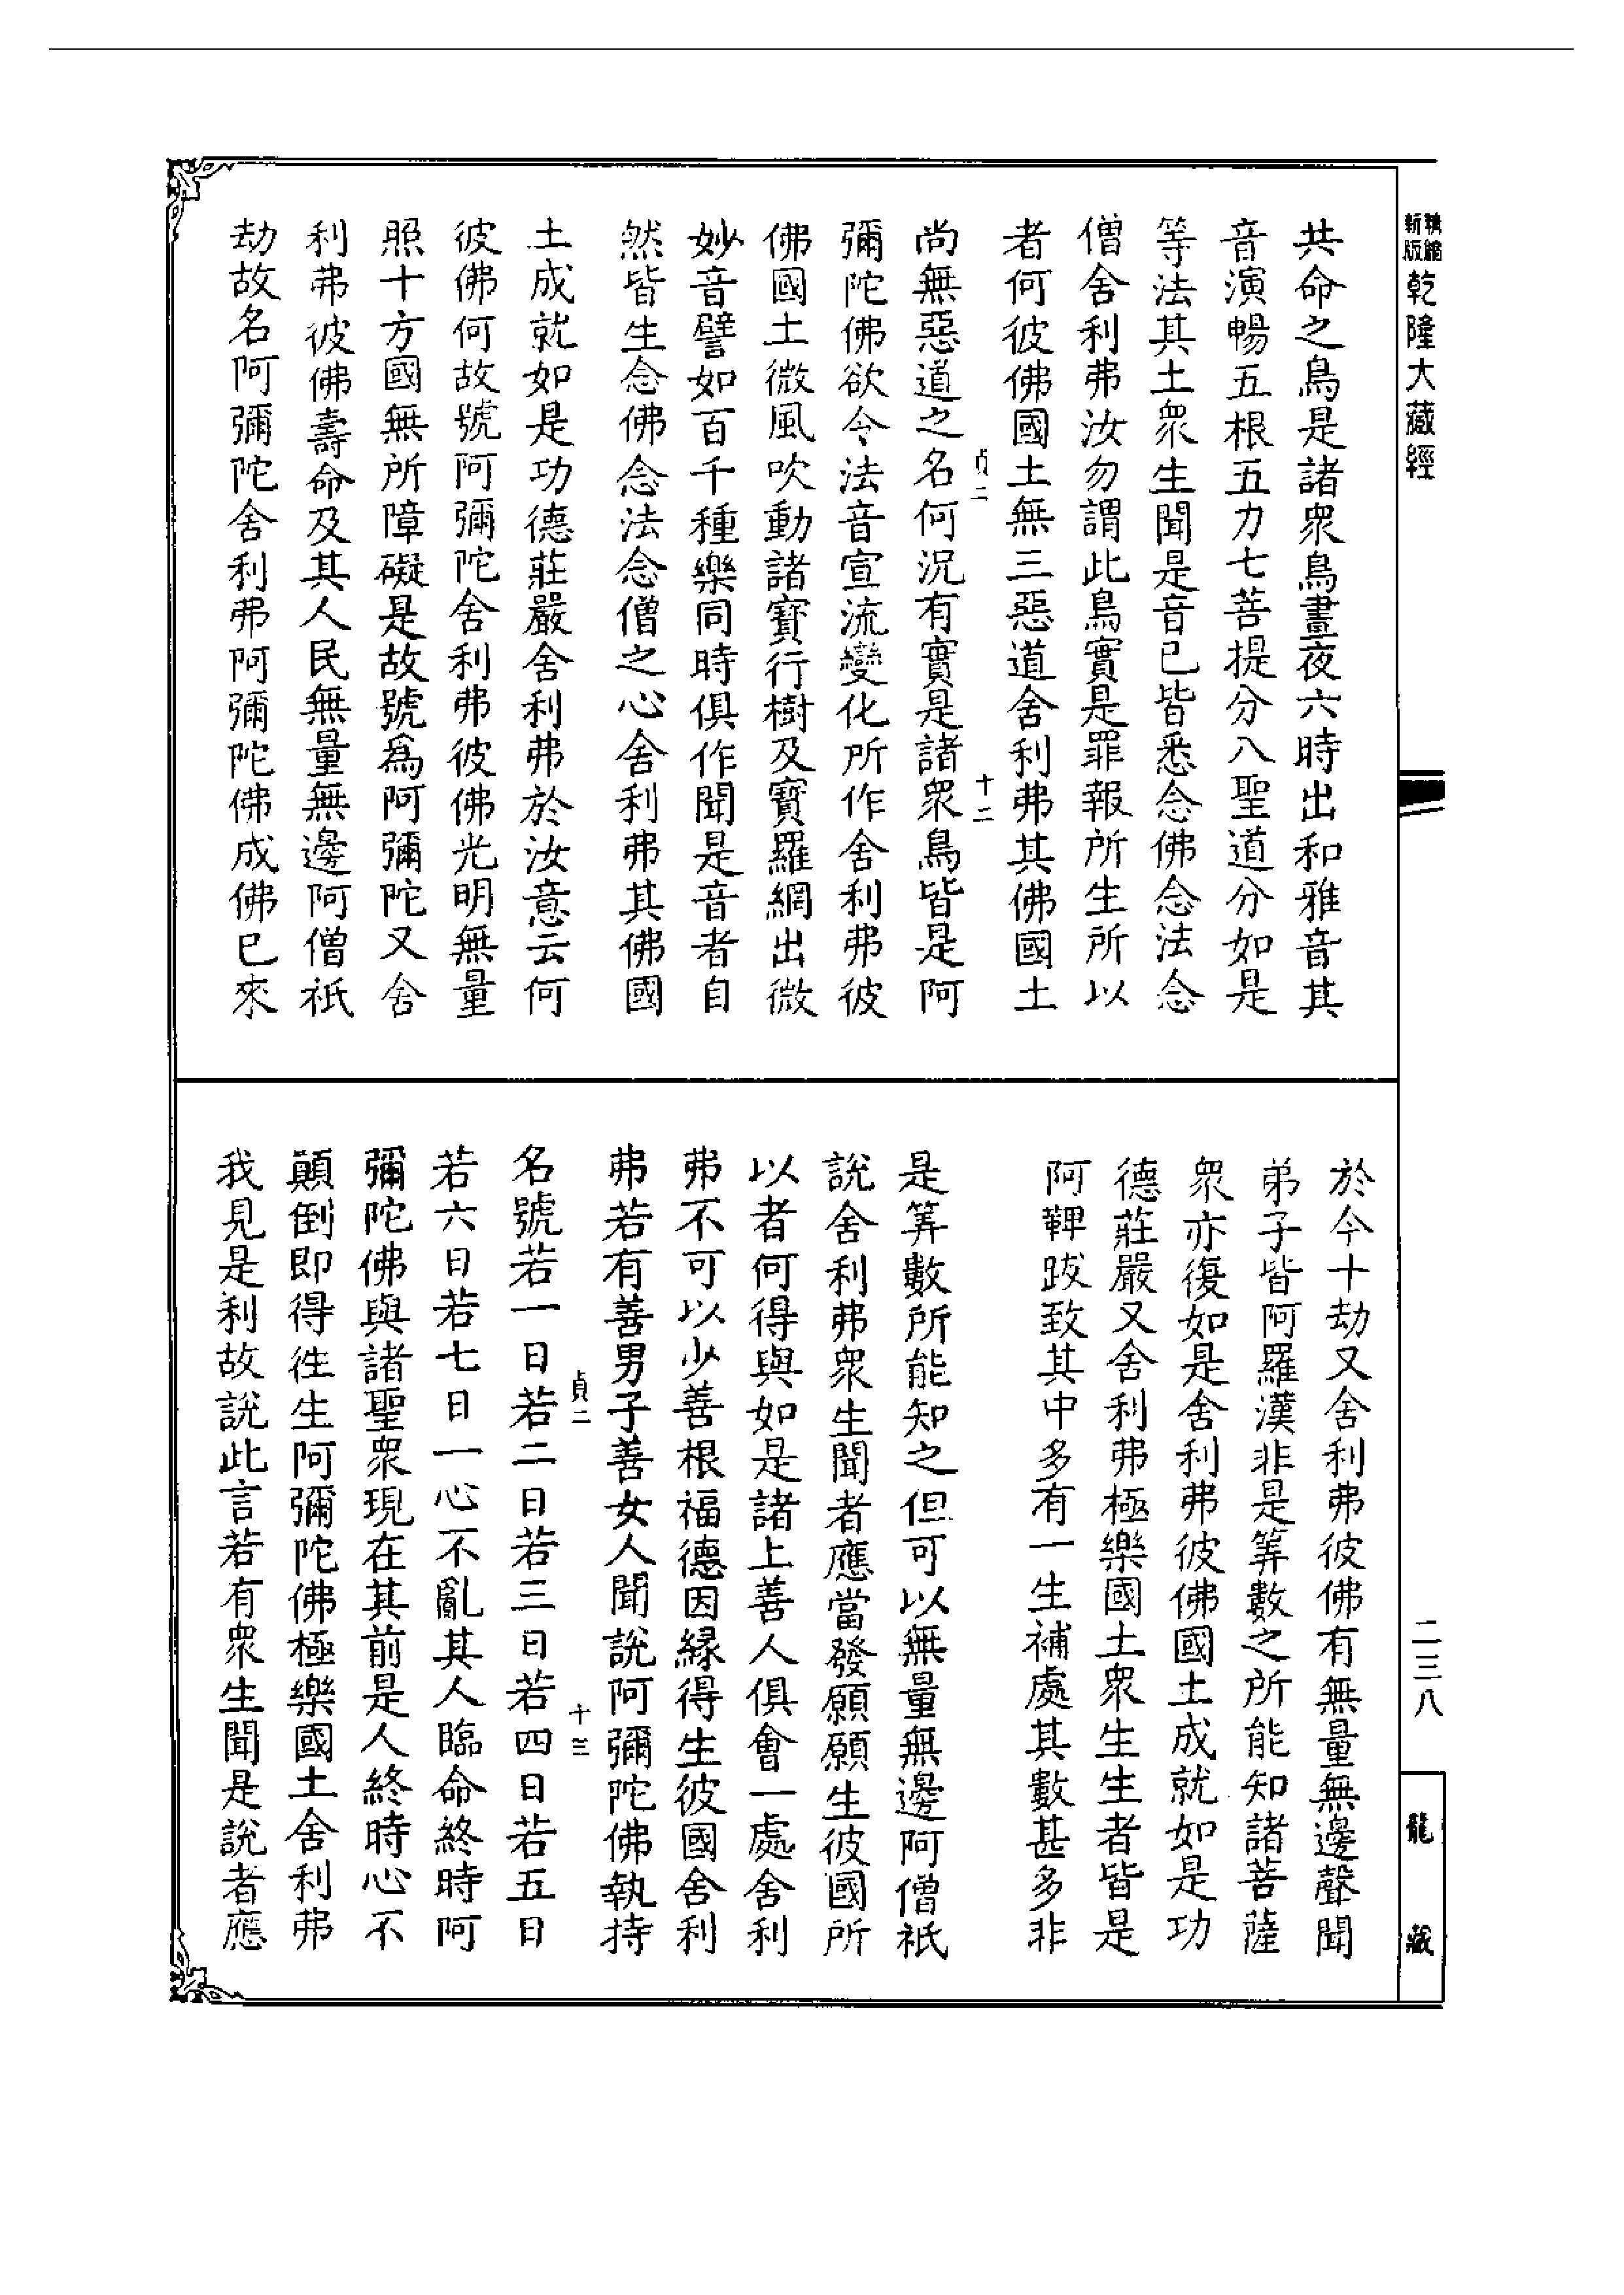 新版精縮乾隆大藏經
共命之鳥是諸衆鳥晝夜六時出和雅音其
音演暢五根五力七菩提分八聖道分如是
等法其土衆生聞是音已皆悉念佛念法念
僧舍利弗汝勿謂此鳥實是罪報所生所以
者何彼佛國土無三惡道舍利弗其佛國土
貞二
十二
尚無惡道之名何況有實是諸衆鳥皆是阿
彌陀佛欲令法音宣流變化所作舍利弗彼
佛國土微風吹動諸寶行樹及寶羅網出微
妙音譬如百千種樂同時俱作聞是音者自
然皆生念佛念法念僧之心舍利弗其佛國
土成就如是功德莊嚴舍利弗於汝意云何
彼佛何故號阿彌陀舍利弗彼佛光明無量
照十方國無所障礙是故號爲阿彌陀又舍
利弗彼佛壽命及其人民無量無邊阿僧祇
劫故名阿彌陀舍利弗阿彌陀佛成佛已來
二三八
龍藏
於今十劫又舍利弗彼佛有無量無邊聲聞
弟子皆阿羅漢非是筭數之所能知諸菩薩
衆亦復如是舍利弗彼佛國土成就如是功
德莊嚴又舍利弗極樂國土衆生生者皆是
阿鞞跋致其中多有一生補處其數甚多非
是筭數所能知之但可以無量無邊阿僧祇
說舍利弗衆生聞者應當發願願生彼國所
以者何得與如是諸上善人俱會一處舍利
弗不可以少善根福德因緣得生彼國舍利
弗若有善男子善女人聞說阿彌陀佛執持
貞二
十三
名號若一日若二日若三日若四日若五日
若六日若七日一心不亂其人臨命終時阿
彌陀佛與諸聖衆現在其前是人終時心不
顛倒即得徃生阿彌陀佛極樂國土舍利弗
我見是利故說此言若有衆生聞是說者應